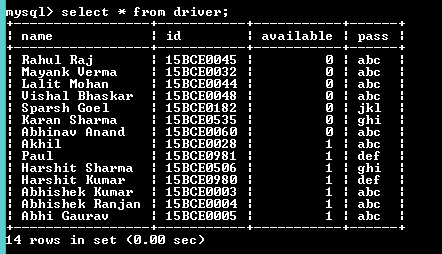 mysql> select * from driver;
+-----------------+-----------+-----------+------+
| name            | id        | available | pass |
+-----------------+-----------+-----------+------+
| Rahul Raj       | 15BCE0045 |         0 | abc  |
| Mayank Verma    | 15BCE0032 |         0 | abc  |
| Lalit Mohan     | 15BCE0044 |         0 | abc  |
| Vishal Bhaskar  | 15BCE0048 |         0 | abc  |
| Sparsh Goel     | 15BCE0182 |         0 | jkl  |
| Karan Sharma    | 15BCE0535 |         0 | ghi  |
| Abhinav Anand   | 15BCE0060 |         0 | abc  |
| Akhil           | 15BCE0028 |         1 | abc  |
| Paul            | 15BCE0981 |         1 | def  |
| Harshit Sharma  | 15BCE0506 |         1 | ghi  |
| Harshit Kumar   | 15BCE0980 |         1 | def  |
| Abhishek Kumar  | 15BCE0003 |         1 | abc  |
| Abhishek Ranjan | 15BCE0004 |         1 | abc  |
| Abhi Gaurav     | 15BCE0005 |         1 | abc  |
+-----------------+-----------+-----------+------+
14 rows in set (0.00 sec)